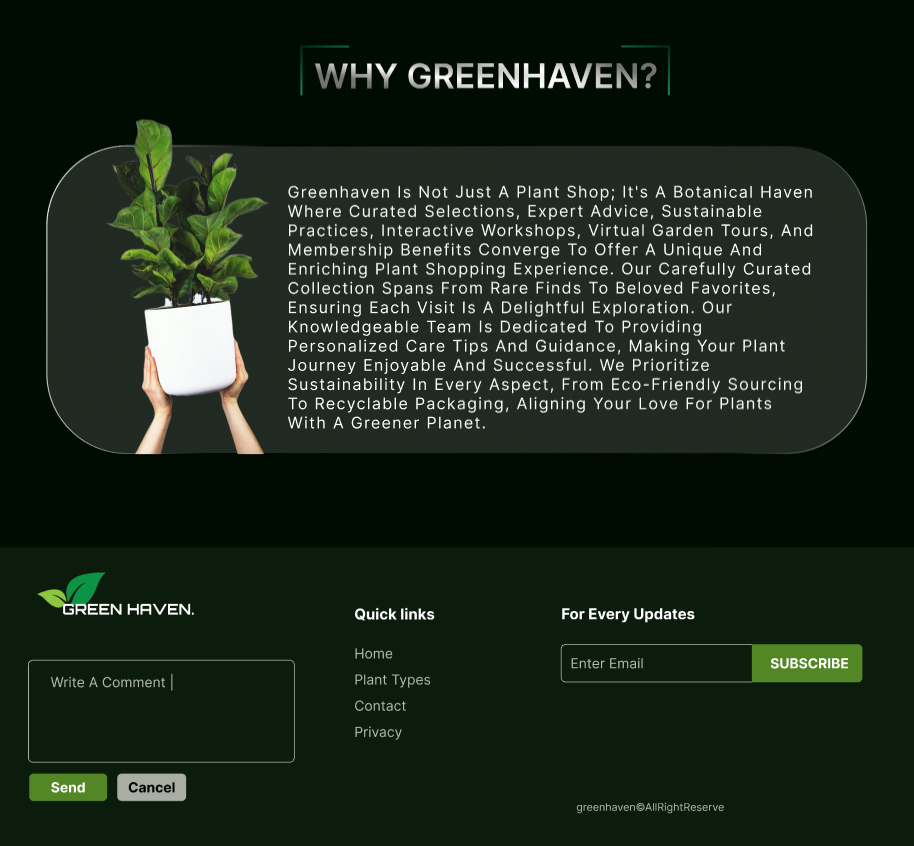 WHY GREENHAVEN?
Greenhaven Is Not Just A Plant Shop; It's A Botanical Haven
Where Curated Selections, Expert Advice, Sustainable
Practices, Interactive Workshops, Virtual Garden Tours, And
Membership Benefits Converge To Offer A Unique And
Enriching Plant Shopping Experience. Our Carefully Curated
Collection Spans From Rare Finds To Beloved Favorites,
Ensuring Each Visit Is A Delightful Exploration. Our
Knowledgeable Team Is Dedicated To Providing
Personalized Care Tips And Guidance, Making Your Plant
Journey Enjoyable And Successful. We Prioritize
Sustainability In Every Aspect, From Eco-Friendly Sourcing
To Recyclable Packaging, Aligning Your Love For Plants
With A Greener Planet.
GREEN HAVEN.
Write A Comment |
Send
Cancel
Quick links
Home
Plant Types
Contact
Privacy
For Every Updates
Enter Email
SUBSCRIBE
greenhaven©AllRightReserve